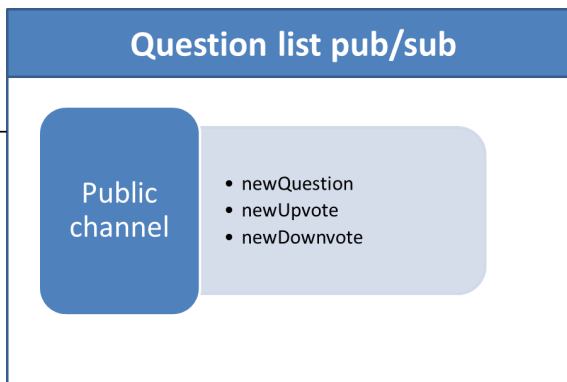 Question list pub/sub
Public
channel
• newQuestion
• newUpvote
• newDownvote